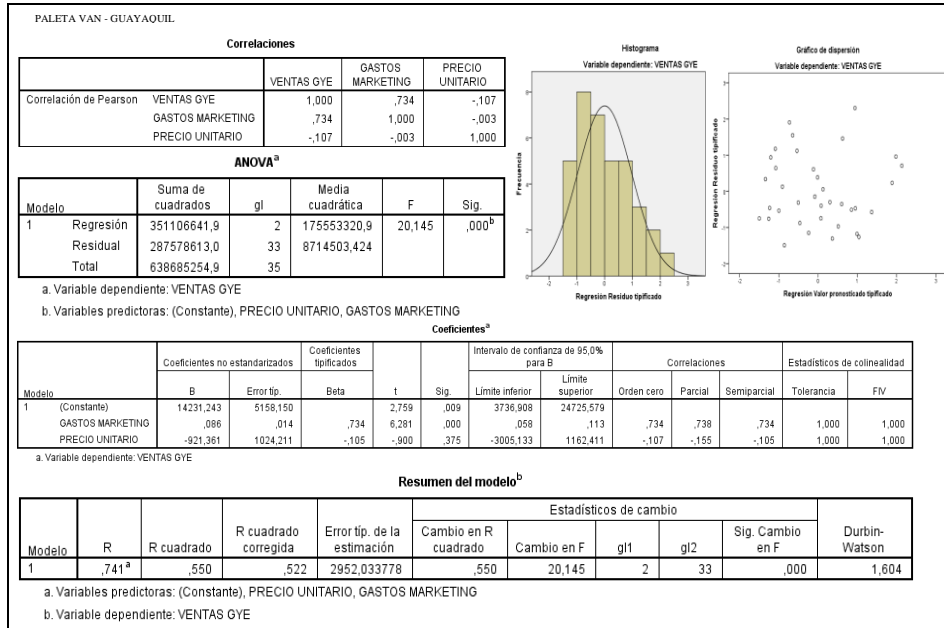 PALETA VAN - GUAYAQUIL
Correlaciones
VENTAS GYE GASTOS MARKETING PRECIO UNITARIO
Correlación de Pearson VENTAS GYE 1,000 ,734 -,107
GASTOS MARKETING ,734 1,000 -,003
PRECIO UNITARIO -,107 -,003 1,000
ANOVAa
Modelo Suma de cuadrados gl Media cuadrática F Sig.
1 Regresión 351106641,9 2 175553320,9 20,145 ,000b
Residual 287578613,0 33 8714503,424
Total 638685254,9 35
a. Variable dependiente: VENTAS GYE
b. Variables predictoras: (Constante), PRECIO UNITARIO, GASTOS MARKETING
Histograma
Variable dependiente: VENTAS GYE
Frecuencia
Regresión Residuo tipificado
Gráfico de dispersión
Variable dependiente: VENTAS GYE
Regresión Residuo tipificado
Regresión Valor pronosticado tipificado
Coeficientesa
Modelo Coeficientes no estandarizados Coeficientes tipificados t Sig. Intervalo de confianza de 95,0% para B Correlaciones Estadísticos de colinealidad
B Error típ. Beta Límite inferior Límite superior Orden cero Parcial Semiparcial Tolerancia FIV
1 (Constante) 14231,243 5158,150 2,759 ,009 3736,908 24725,579
GASTOS MARKETING ,086 ,014 ,734 6,281 ,000 ,058 ,113 ,734 ,738 ,734 1,000 1,000
PRECIO UNITARIO -921,361 1024,211 -,105 -,900 ,375 -3005,133 1162,411 -,107 -,155 -,105 1,000 1,000
a. Variable dependiente: VENTAS GYE
Resumen del modelob
Modelo R R cuadrado R cuadrado corregida Error típ. de la estimación Estadísticos de cambio Durbin-Watson
Cambio en R cuadrado Cambio en F gl1 gl2 Sig. Cambio en F
1 ,741a ,550 ,522 2952,033778 ,550 20,145 2 33 ,000 1,604
a. Variables predictoras: (Constante), PRECIO UNITARIO, GASTOS MARKETING
b. Variable dependiente: VENTAS GYE